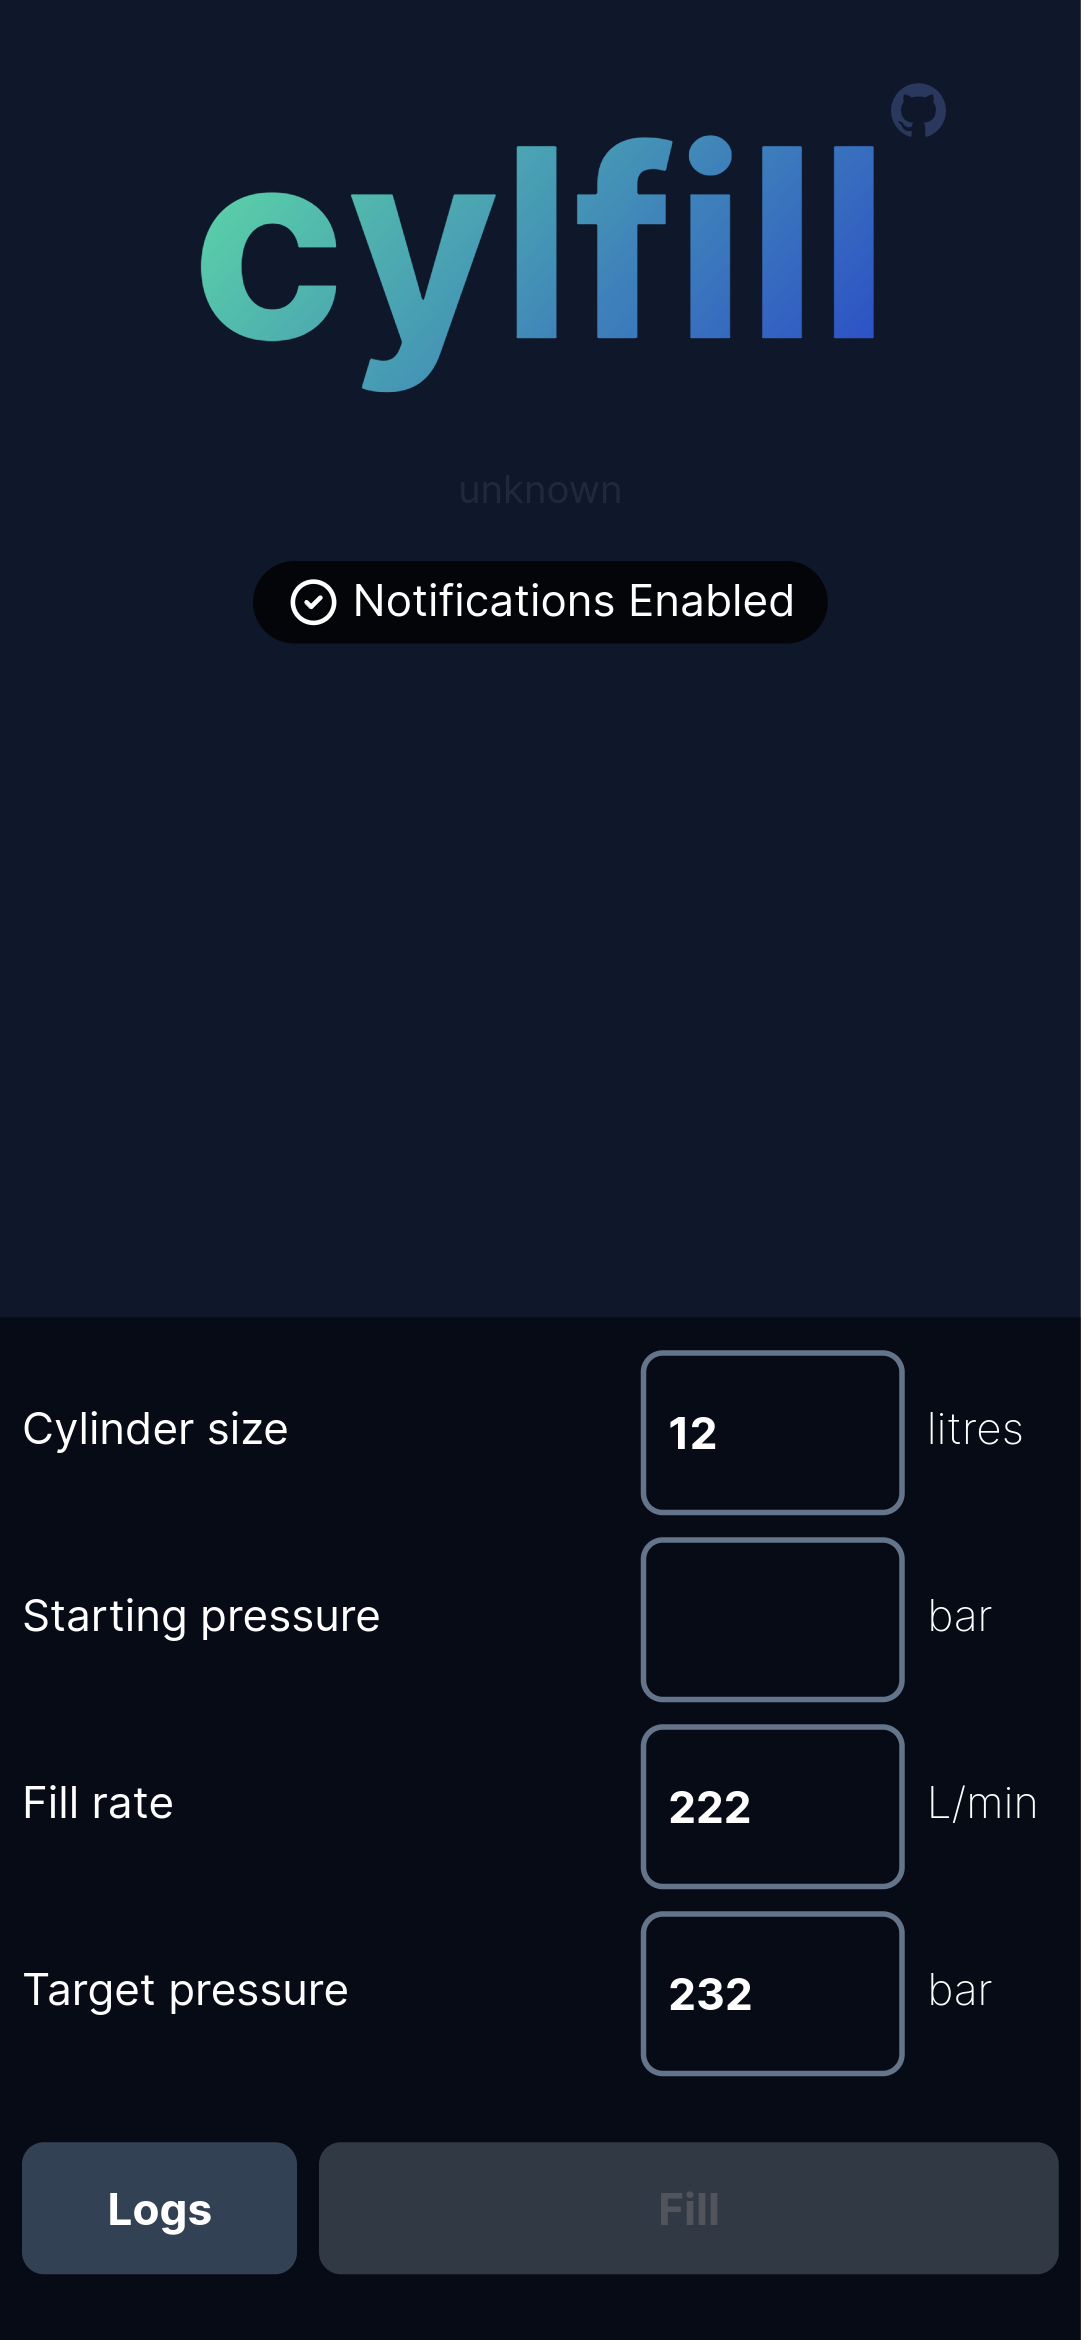 cylfill
unknown
Notifications Enabled
Cylinder size 12 litres
Starting pressure bar
Fill rate 222 L/min
Target pressure 232 bar
Logs Fill